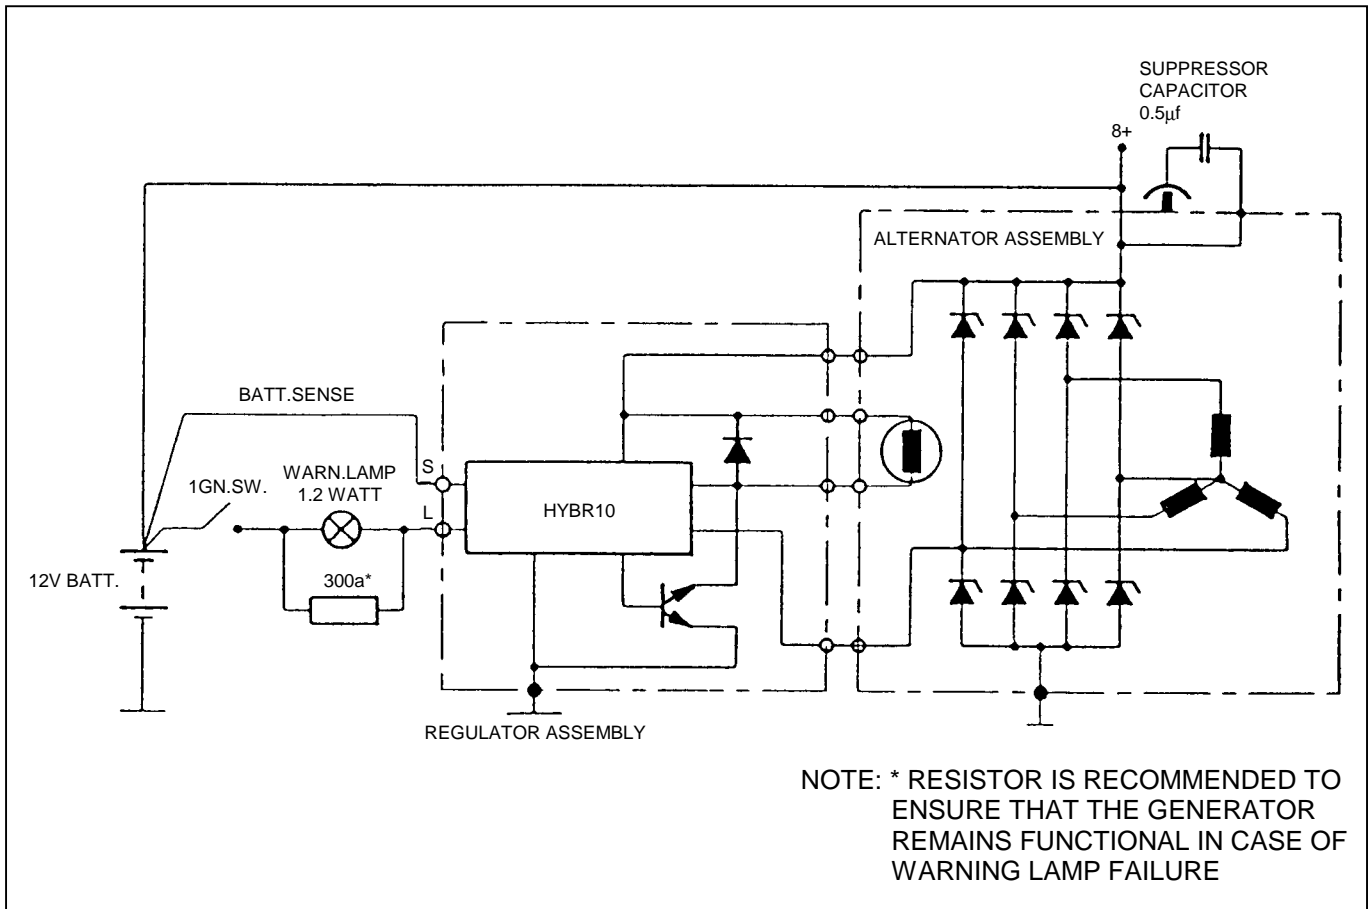 SUPPRESSOR
CAPACITOR
0.5µf
8+
ALTERNATOR ASSEMBLY
BATT.SENSE
S
WARN.LAMP
1.2 WATT
1GN.SW.
L
HYBR10
12V BATT.
300a*
REGULATOR ASSEMBLY
NOTE: * RESISTOR IS RECOMMENDED TO
ENSURE THAT THE GENERATOR
REMAINS FUNCTIONAL IN CASE OF
WARNING LAMP FAILURE